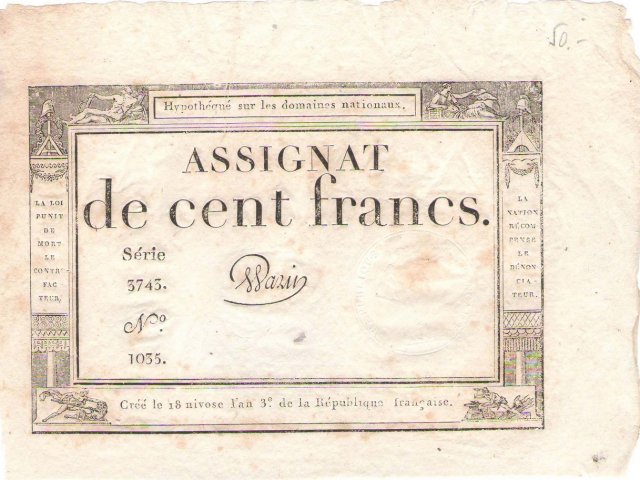 50.-
Hypothéqué sur les domaines nationaux.
ASSIGNAT
de cent francs.
Série
3743.
Nº
1035.
LA LOI
PUNIT
DE
MORT
LE
CONTRE-
FAC
TEUR.
LA
NATION
RÉCOM
PENSE
LE
DÉNON-
CIA-
TEUR.
Créé le 18 nivose l'an 3e. de la République française.